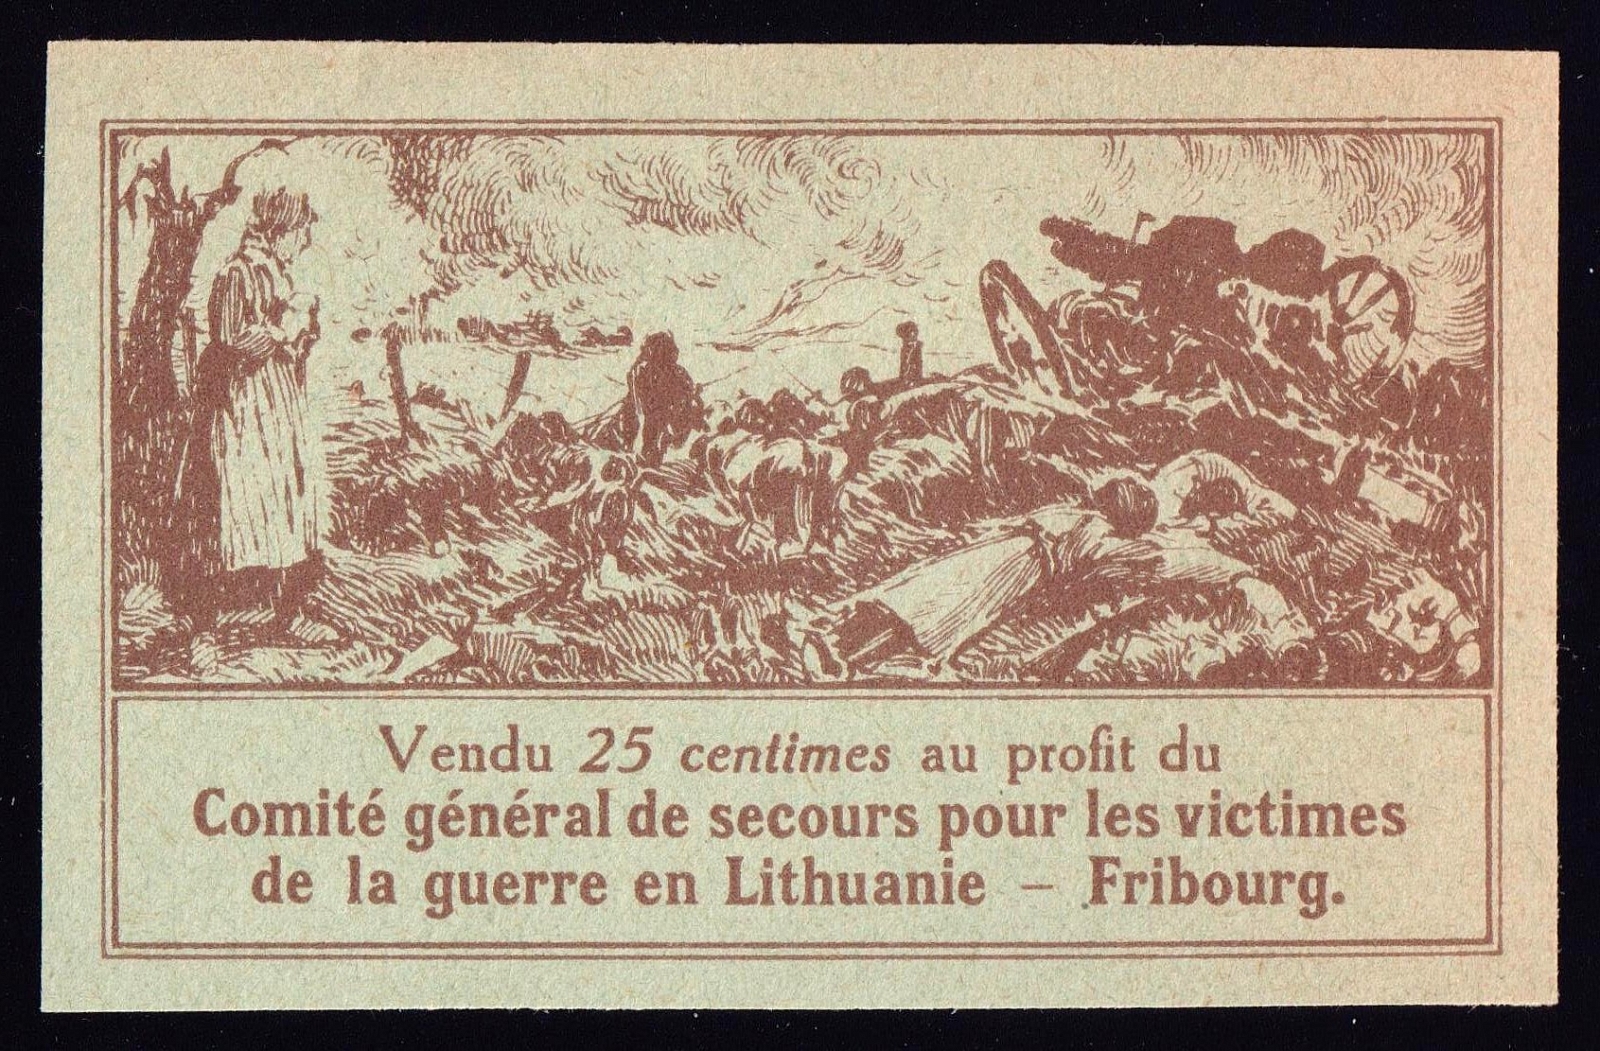 Vendu 25 centimes au profit du
Comité général de secours pour les victimes
de la guerre en Lithuanie – Fribourg.